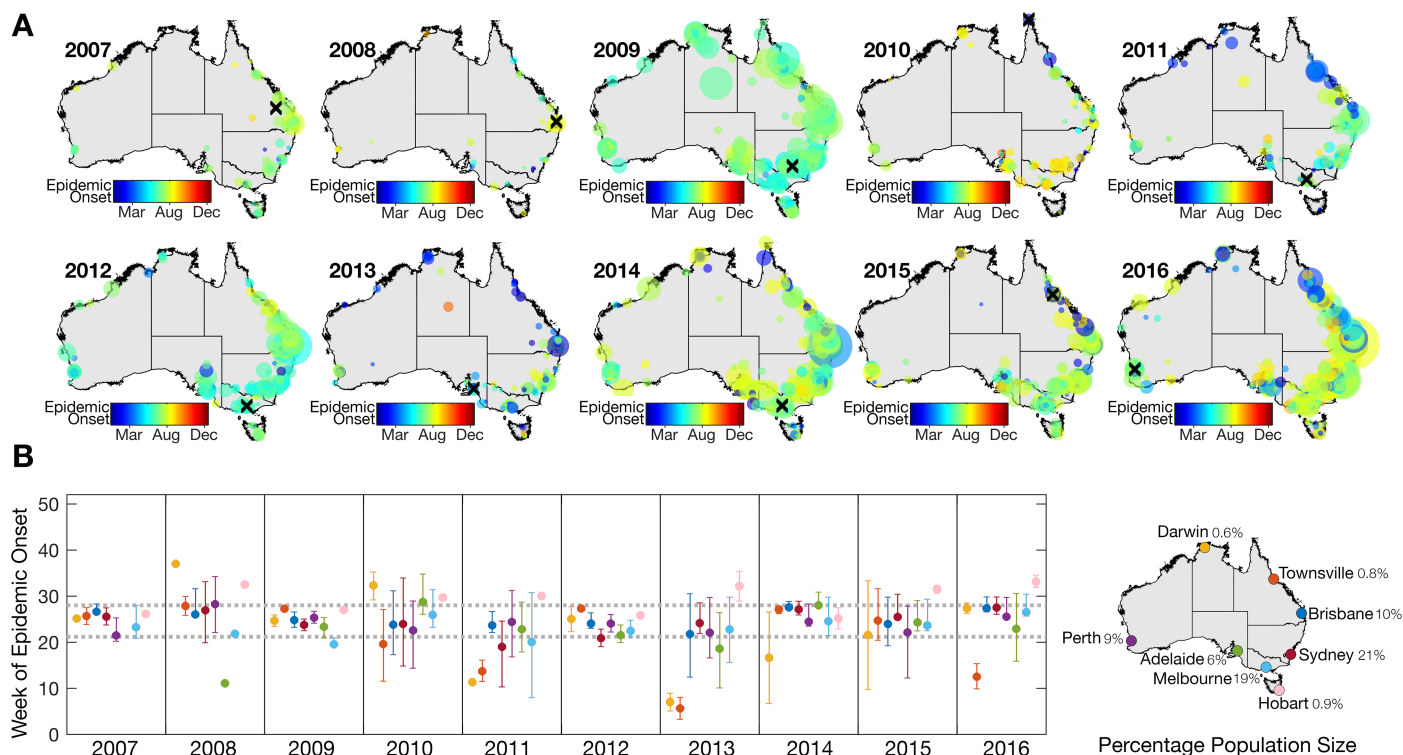 A
2007
2008
2009
2010
2011
Epidemic Onset
Mar Aug Dec
Epidemic Onset
Mar Aug Dec
Epidemic Onset
Mar Aug Dec
Epidemic Onset
Mar Aug Dec
Epidemic Onset
Mar Aug Dec
2012
2013
2014
2015
2016
Epidemic Onset
Mar Aug Dec
Epidemic Onset
Mar Aug Dec
Epidemic Onset
Mar Aug Dec
Epidemic Onset
Mar Aug Dec
Epidemic Onset
Mar Aug Dec
B
Week of Epidemic Onset
50
40
30
20
10
0
2007 2008 2009 2010 2011 2012 2013 2014 2015 2016
Darwin 0.6%
Townsville 0.8%
Brisbane 10%
Perth 9%
Adelaide 6%
Sydney 21%
Melbourne 19%
Hobart 0.9%
Percentage Population Size